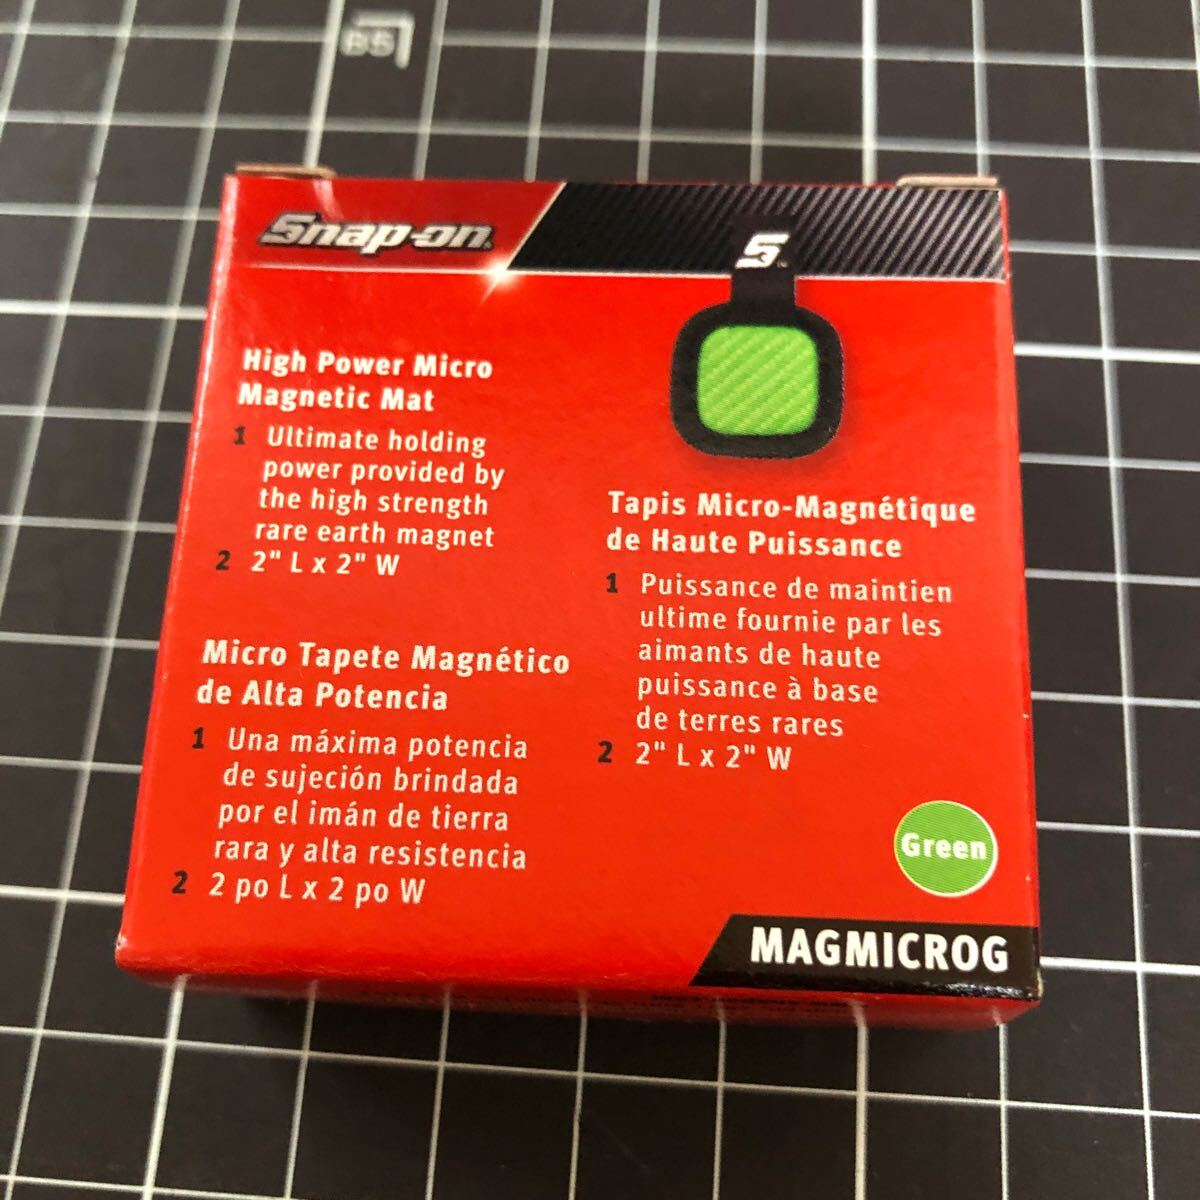 B5
Snap-on
S
High Power Micro
Magnetic Mat
1 Ultimate holding
power provided by
the high strength
rare earth magnet
2 2" L x 2" W
Tapis Micro-Magnétique
de Haute Puissance
1 Puissance de maintien
ultime fournie par les
aimants de haute
puissance à base
de terres rares
2 2" L x 2" W
Micro Tapete Magnético
de Alta Potencia
1 Una máxima potencia
de sujeción brindada
por el imán de tierra
rara y alta resistencia
2 2 po L x 2 po W
Green
MAGMICROG